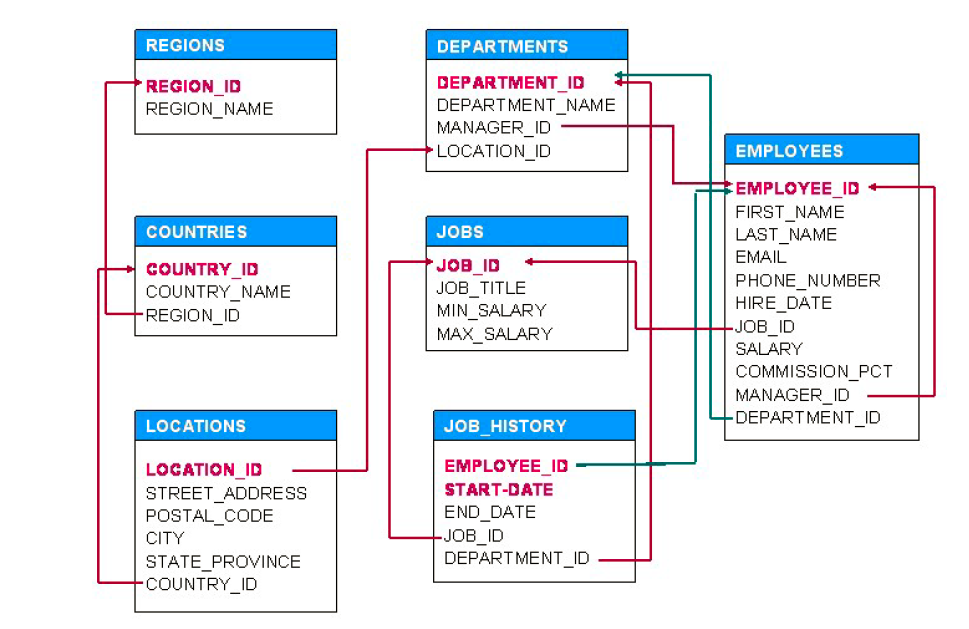 REGIONS
REGION_ID
REGION_NAME
DEPARTMENTS
DEPARTMENT_ID
DEPARTMENT_NAME
MANAGER_ID
LOCATION_ID
EMPLOYEES
EMPLOYEE_ID
FIRST_NAME
LAST_NAME
EMAIL
PHONE_NUMBER
HIRE_DATE
JOB_ID
SALARY
COMMISSION_PCT
MANAGER_ID
DEPARTMENT_ID
COUNTRIES
COUNTRY_ID
COUNTRY_NAME
REGION_ID
JOBS
JOB_ID
JOB_TITLE
MIN_SALARY
MAX_SALARY
LOCATIONS
LOCATION_ID
STREET_ADDRESS
POSTAL_CODE
CITY
STATE_PROVINCE
COUNTRY_ID
JOB_HISTORY
EMPLOYEE_ID
START-DATE
END_DATE
JOB_ID
DEPARTMENT_ID